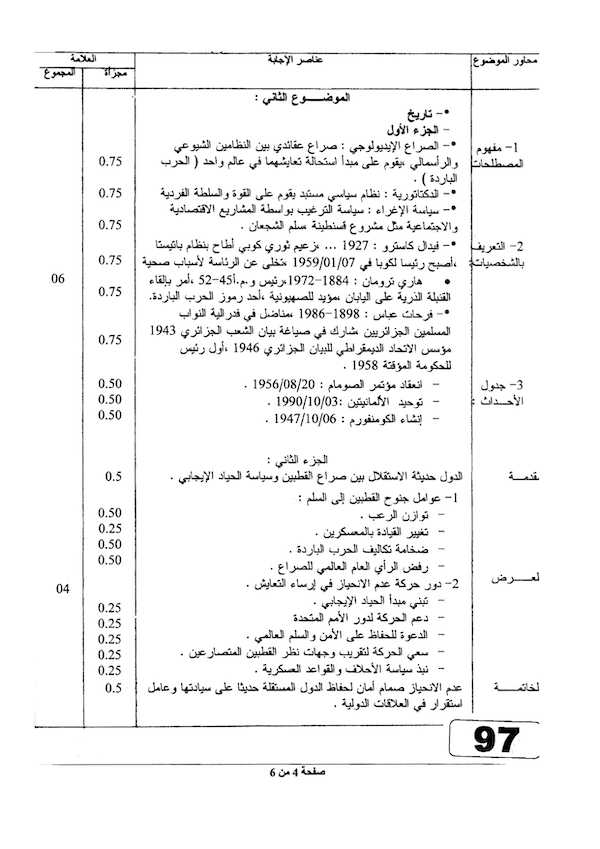 محاور الموضوع عناصر الإجابة العلامة
مجزأة المجموع
الموضـــوع الثاني :
*- تاريخ
- الجزء الأول
1- مفهوم *- الصراع الإيديولوجي : صراع عقائدي بين النظامين الشيوعي
المصطلحات والرأسمالي ،يقوم على مبدأ استحالة تعايشهما في عالم واحد ( الحرب 0.75
الباردة ) .
*- الدكتاتورية : نظام سياسي مستبد يقوم على القوة والسلطة الفردية 0.75
*- سياسة الإغراء : سياسة الترغيب بواسطة المشاريع الاقتصادية
والاجتماعية مثل مشروع قسنطينة ،سلم الشجعان . 0.75
2- التعريف *- فيدال كاسترو : 1927 ... ،زعيم ثوري كوبي أطاح بنظام باتيستا
بالشخصيات: ،أصبح رئيسا لكوبا في 1959/01/07 ،تخلى عن الرئاسة لأسباب صحية 0.75
• هاري ترومان : 1884-1972،رئيس و.م.أ45-52 ،أمر بإلقاء 06
القنبلة الذرية على اليابان ،مؤيد للصهيونية ،أحد رموز الحرب الباردة. 0.75
*- فرحات عباس : 1898-1986 ،مناضل في فدرالية النواب
المسلمين الجزائريين ،شارك في صياغة بيان الشعب الجزائري 1943 0.75
مؤسس الاتحاد الديمقراطي للبيان الجزائري 1946 ،أول رئيس
للحكومة المؤقتة 1958 .
3- جدول - انعقاد مؤتمر الصومام : 1956/08/20 . 0.50
الأحـداث : - توحيد الألمانيتين :1990/10/03 . 0.50
- إنشاء الكومنفورم : 1947/10/06 . 0.50
الجزء الثاني :
قدمـــة الدول حديثة الاستقلال بين صراع القطبين وسياسة الحياد الإيجابي . 0.5
1- عوامل جنوح القطبين إلى السلم :
- توازن الرعب . 0.50
- تغيير القيادة بالمعسكرين . 0.25
- ضخامة تكاليف الحرب الباردة . 0.50
- رفض الرأي العام العالمي للصراع . 0.50
لعـرض 2- دور حركة عدم الانحياز في إرساء التعايش . 04
- تبني مبدأ الحياد الإيجابي . 0.25
- دعم الحركة لدور الأمم المتحدة 0.25
- الدعوة للحفاظ على الأمن والسلم العالمي . 0.25
- سعي الحركة لتقريب وجهات نظر القطبين المتصارعين . 0.25
- نبذ سياسة الأحلاف والقواعد العسكرية . 0.25
لخاتمـــة عدم الانحياز صمام أمان لحفاظ الدول المستقلة حديثا على سيادتها وعامل 0.5
استقرار في العلاقات الدولية .
97
صفحة 4 من 6